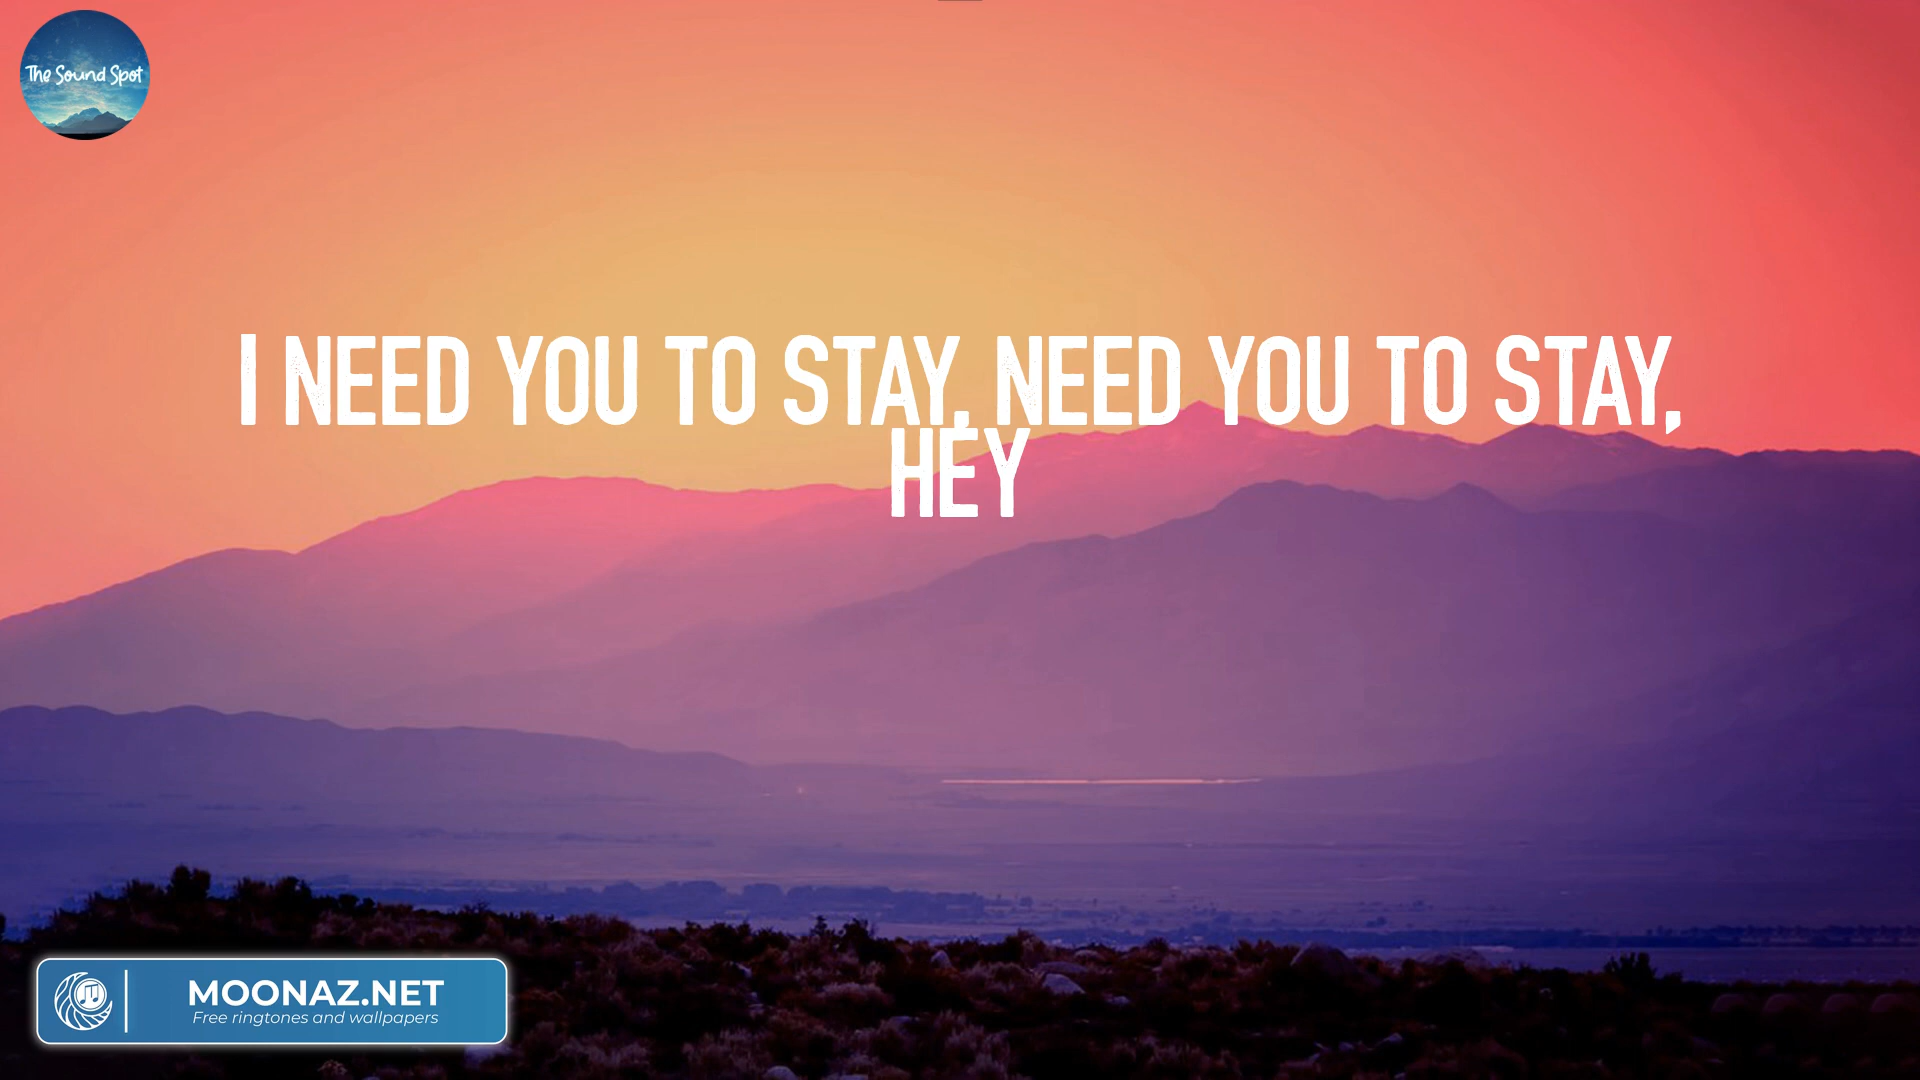 The Sound Spot
I NEED YOU TO STAY, NEED YOU TO STAY,
HEY
MOONAZ.NET
Free ringtones and wallpapers